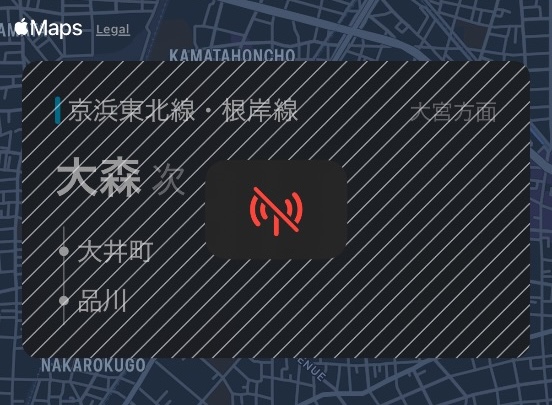 Maps Legal
KAMATAHONCHO
京浜東北線・根岸線 大宮方面
大森 次
大井町
品川
NAKAROKUGO
ENUE